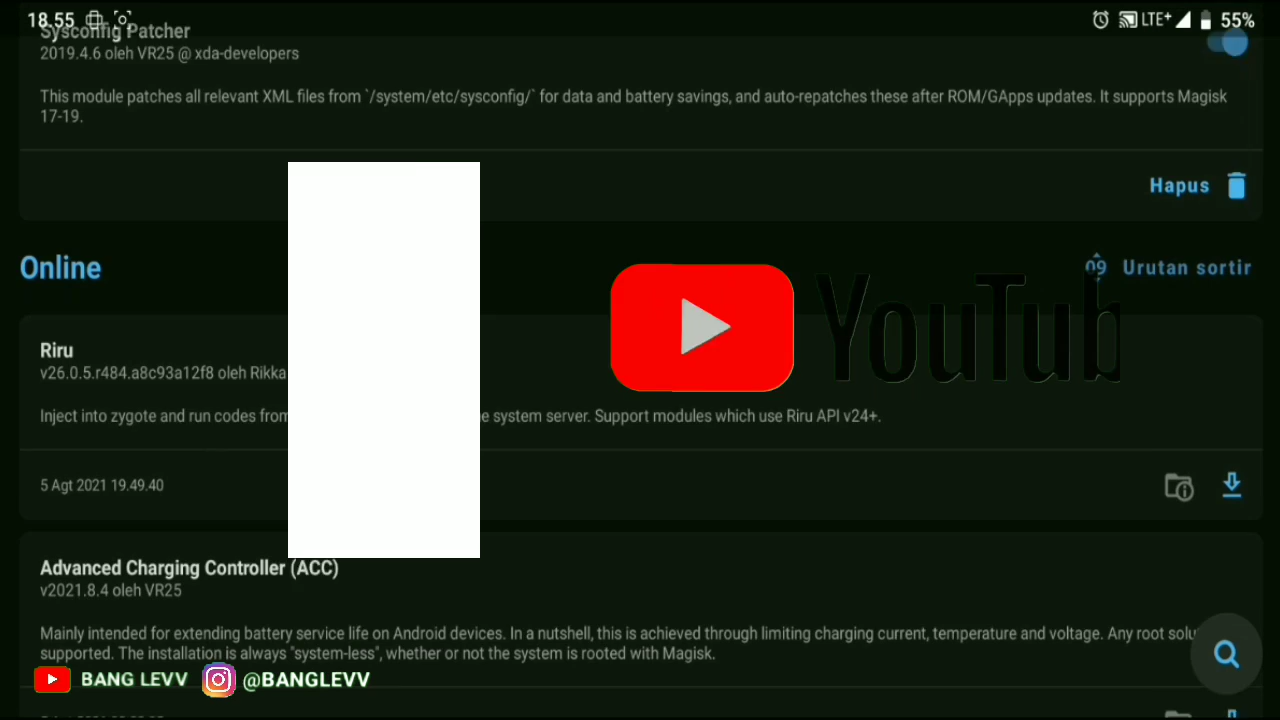 18.55 LTE+ 55%
Sysconfig Patcher
2019.4.6 oleh VR25 @ xda-developers
This module patches all relevant XML files from `/system/etc/sysconfig/` for data and battery savings, and auto-repatches these after ROM/GApps updates. It supports Magisk
17-19.
Hapus
Online
Urutan sortir
YouTub
Riru
v26.0.5.r484.a8c93a12f8 oleh Rikka
Inject into zygote and run codes from
system server. Support modules which use Riru API v24+.
5 Agt 2021 19.49.40
Advanced Charging Controller (ACC)
v2021.8.4 oleh VR25
Mainly intended for extending battery service life on Android devices. In a nutshell, this is achieved through limiting charging current, temperature and voltage. Any root
supported. The installation is always "system-less", whether or not the system is rooted with Magisk.
BANG LEVV @BANGLEVV